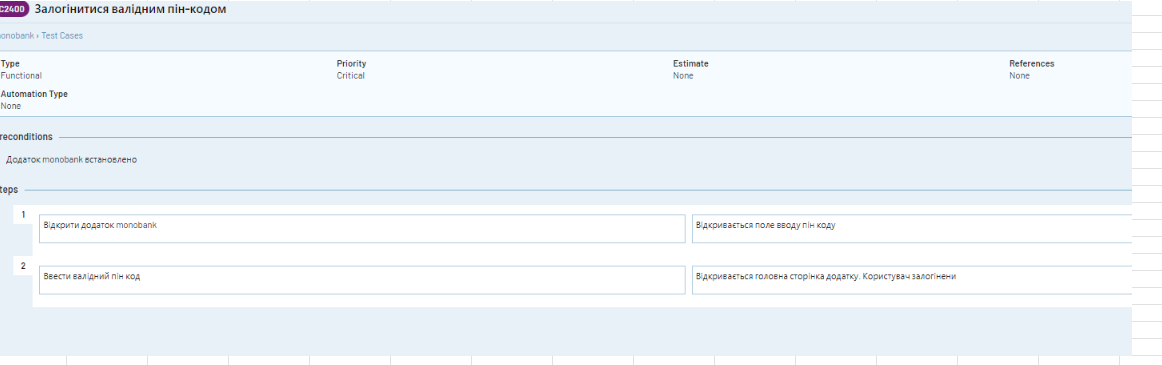 C2400 Залогінитися валідним пін-кодом
onobank › Test Cases
Type Priority Estimate References
Functional Critical None None
Automation Type
None
reconditions
Додаток monobank встановлено
teps
1
Відкрити додаток monobank Відкривається поле вводу пін коду
2
Ввести валідний пін код Відкривається головна сторінка додатку. Користувач залогінени